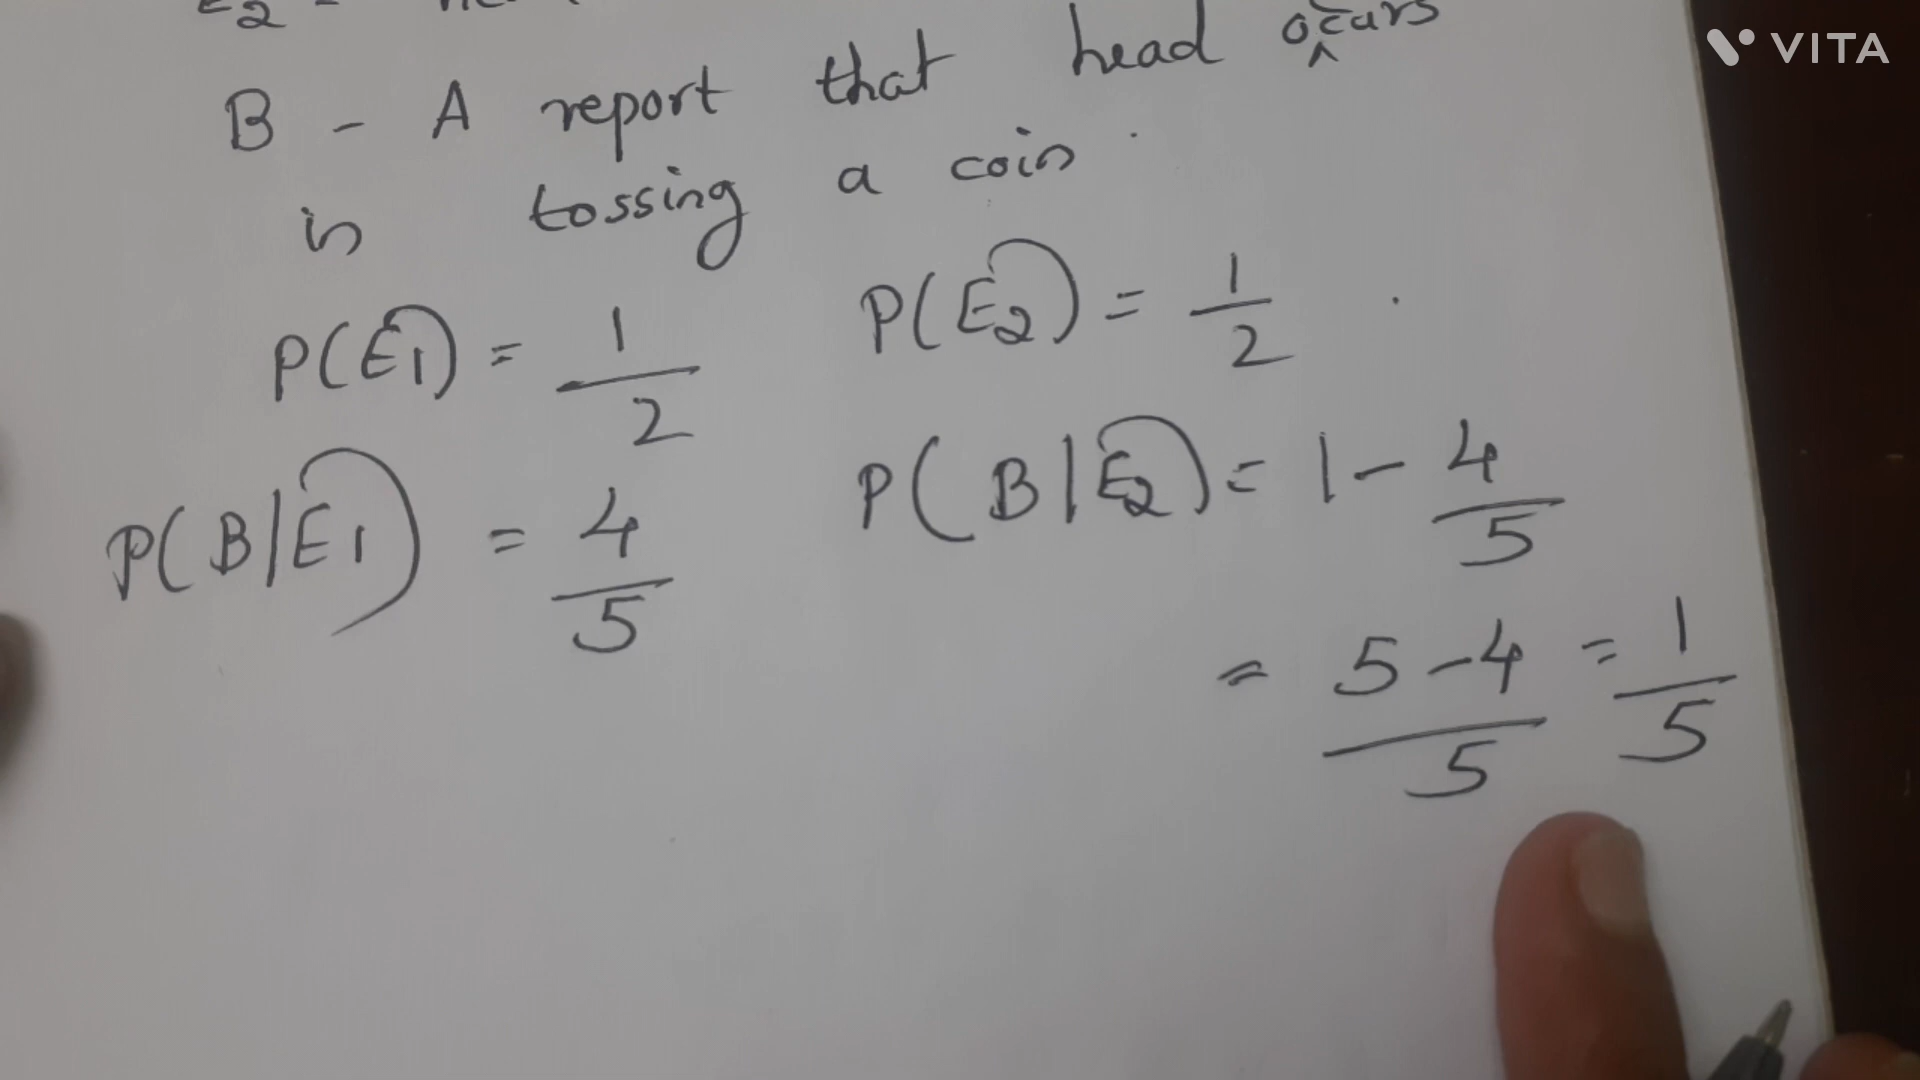 E2 -
B - A report that head occurs
in tossing a coin.
P(E1) = 1/2 P(E2) = 1/2
P(B|E1) = 4/5 P(B|E2) = 1 - 4/5
= 5-4/5 = 1/5
VITA